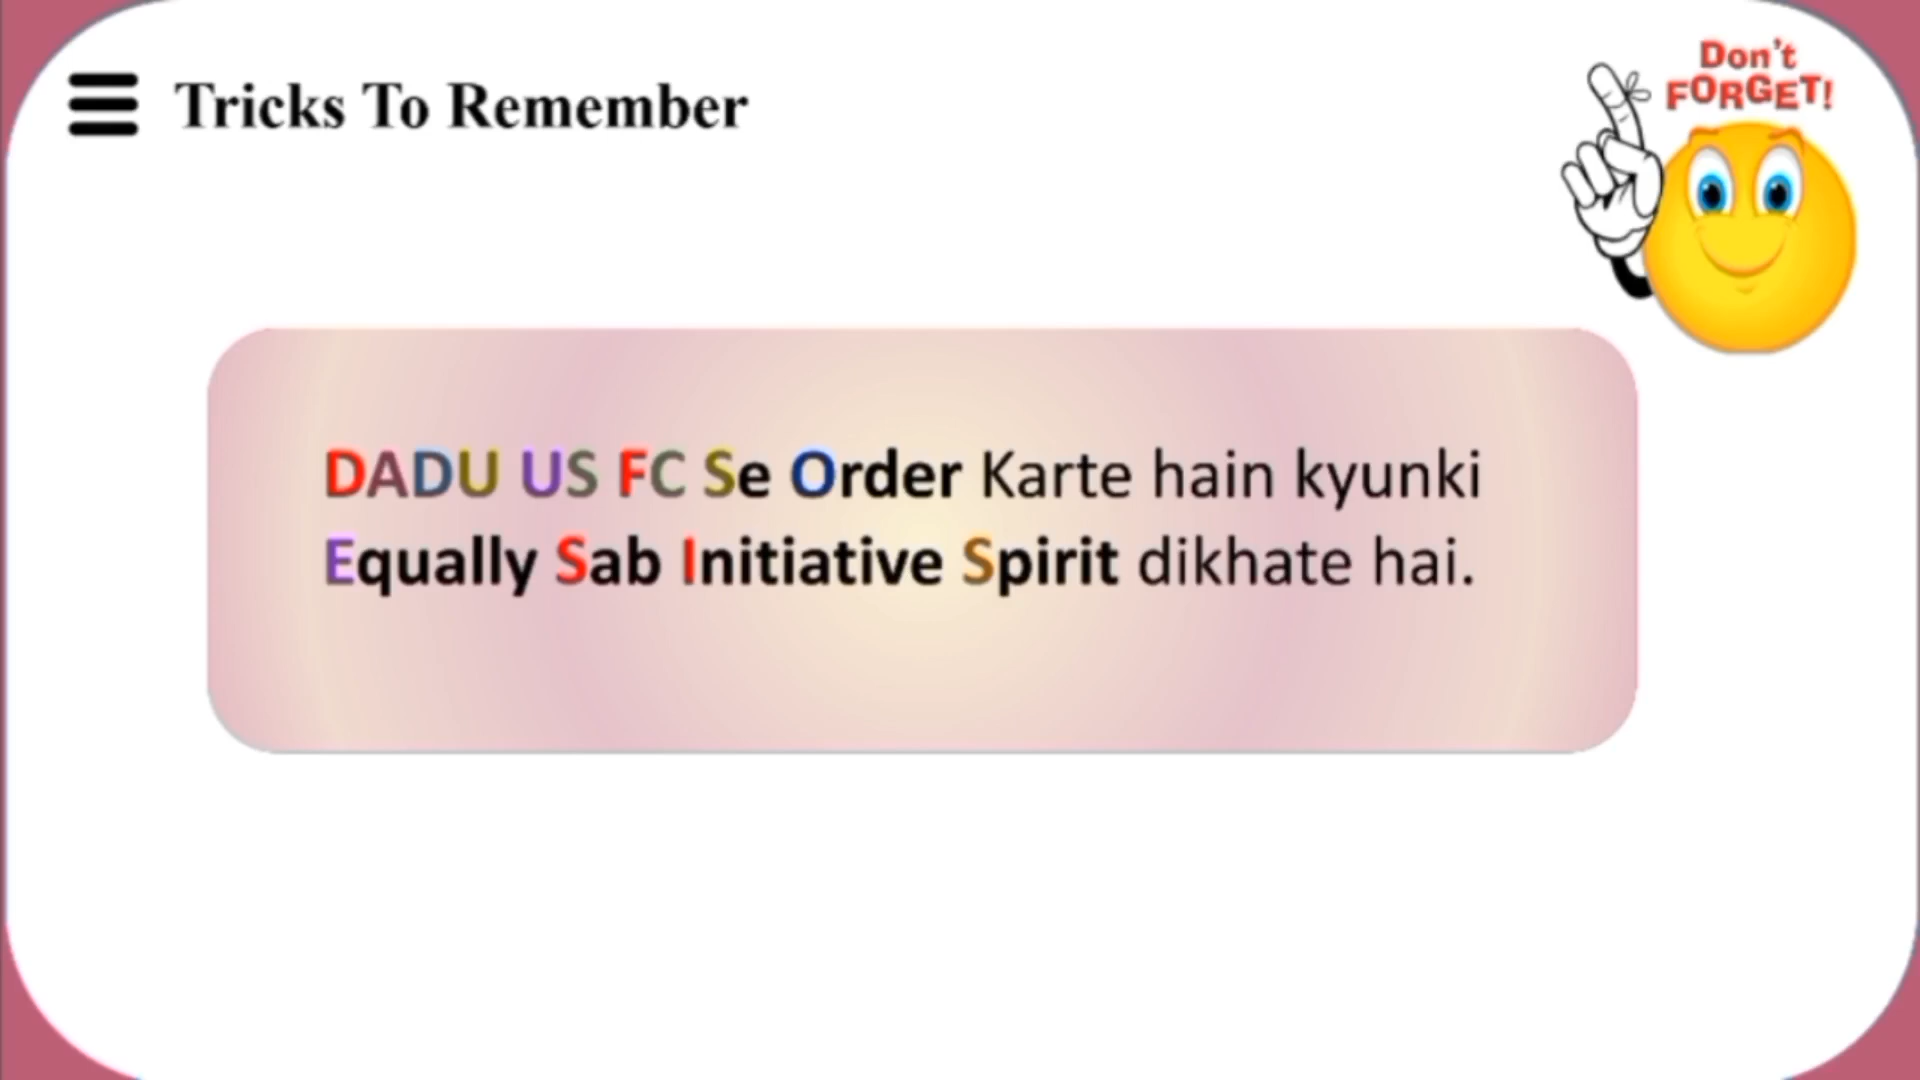 Tricks To Remember
Don't
FORGET!
DADU US FC Se Order Karte hain kyunki
Equally Sab Initiative Spirit dikhate hai.